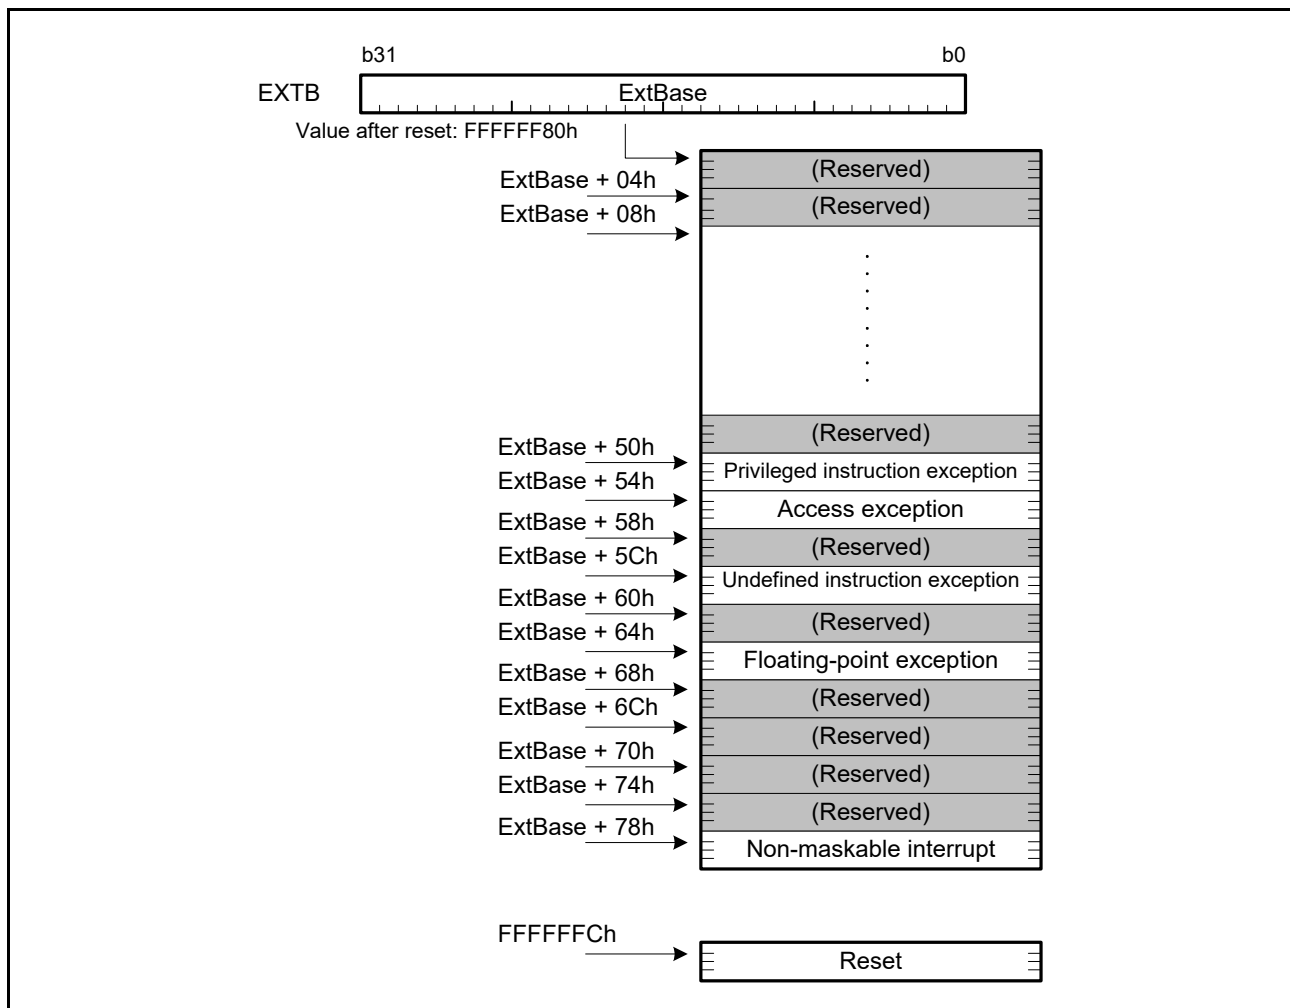 b31 b0
EXTB ExtBase
Value after reset: FFFFFF80h
(Reserved)
ExtBase + 04h
(Reserved)
ExtBase + 08h
(Reserved)
ExtBase + 50h
Privileged instruction exception
ExtBase + 54h
Access exception
ExtBase + 58h
(Reserved)
ExtBase + 5Ch
Undefined instruction exception
ExtBase + 60h
(Reserved)
ExtBase + 64h
Floating-point exception
ExtBase + 68h
(Reserved)
ExtBase + 6Ch
(Reserved)
ExtBase + 70h
(Reserved)
ExtBase + 74h
(Reserved)
ExtBase + 78h
Non-maskable interrupt
FFFFFFCh
Reset